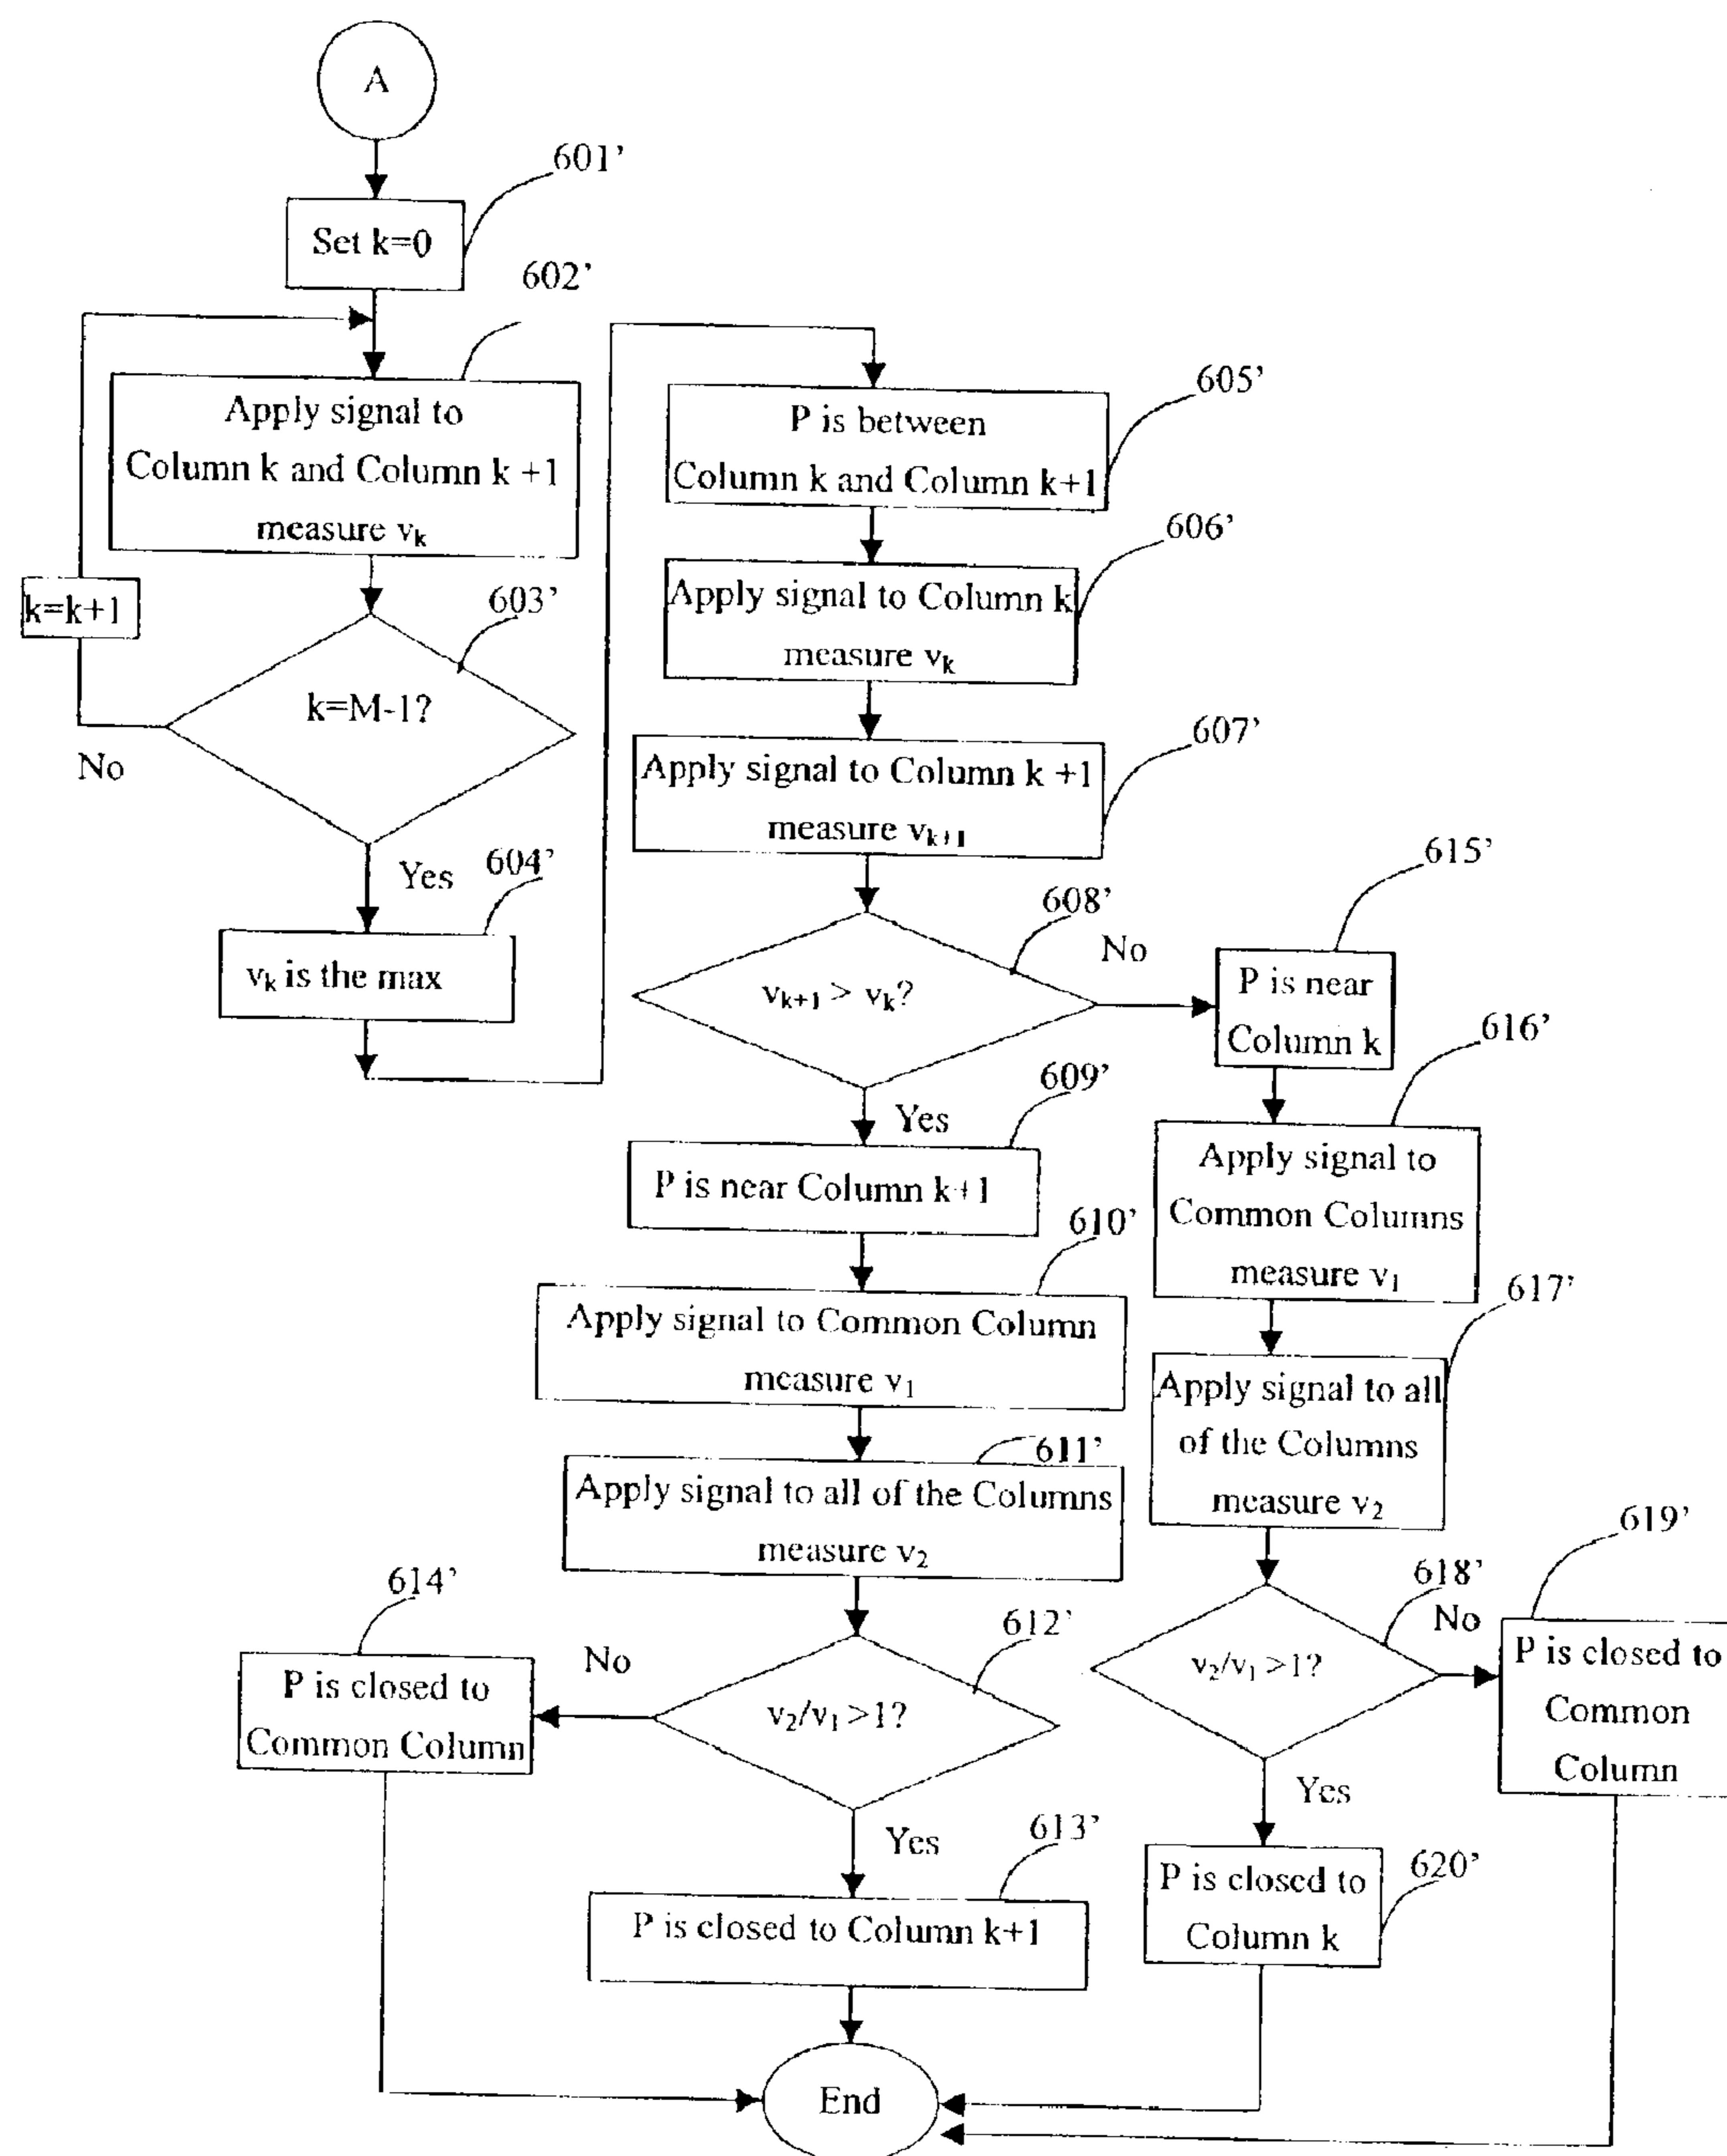 A
601’
Set k=0
602’
Apply signal to
Column k and Column k +1
measure vk
k=k+1
603’
k=M-1?
No
Yes
604’
vk is the max
605’
P is between
Column k and Column k+1
606’
Apply signal to Column k
measure vk
607’
Apply signal to Column k +1
measure vk+1
608’
vk+1 > vk?
No
615’
P is near
Column k
Yes
609’
P is near Column k+1
616’
Apply signal to
Common Columns
measure v1
610’
Apply signal to Common Column
measure v1
617’
Apply signal to all
of the Columns
measure v2
611’
Apply signal to all of the Columns
measure v2
612’
v2/v1 >1?
No
614’
P is closed to
Common Column
Yes
613’
P is closed to Column k+1
618’
v2/v1 >1?
No
619’
P is closed to
Common
Column
Yes
620’
P is closed to
Column k
End